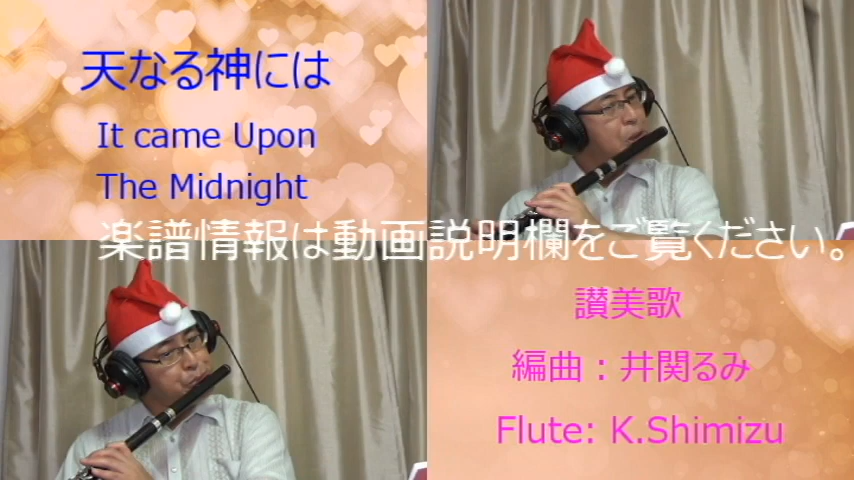 天なる神には
It came Upon
The Midnight
楽譜情報は動画説明欄をご覧ください。
讃美歌
編曲：井関るみ
Flute: K.Shimizu